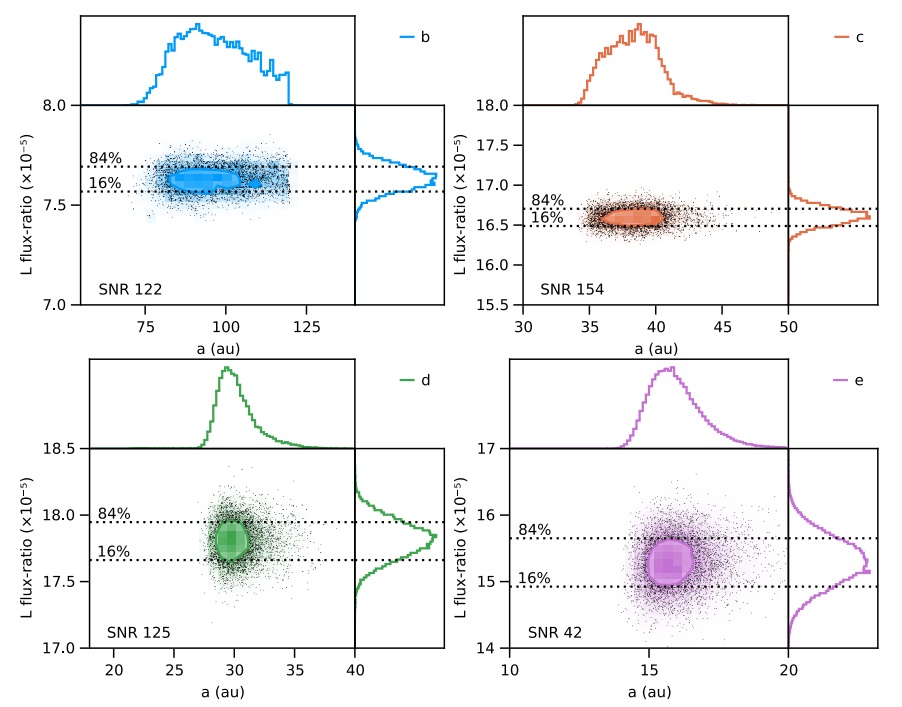 b
8.0
84%
16%
7.5
7.0
L flux-ratio (×10⁻⁵)
SNR 122
75 100 125
a (au)
c
18.0
17.5
17.0
84%
16%
16.5
16.0
15.5
L flux-ratio (×10⁻⁵)
SNR 154
30 35 40 45 50
a (au)
d
18.5
84%
18.0
16%
17.5
17.0
L flux-ratio (×10⁻⁵)
SNR 125
20 25 30 35 40
a (au)
e
17
16
84%
15
16%
14
L flux-ratio (×10⁻⁵)
SNR 42
10 15 20
a (au)